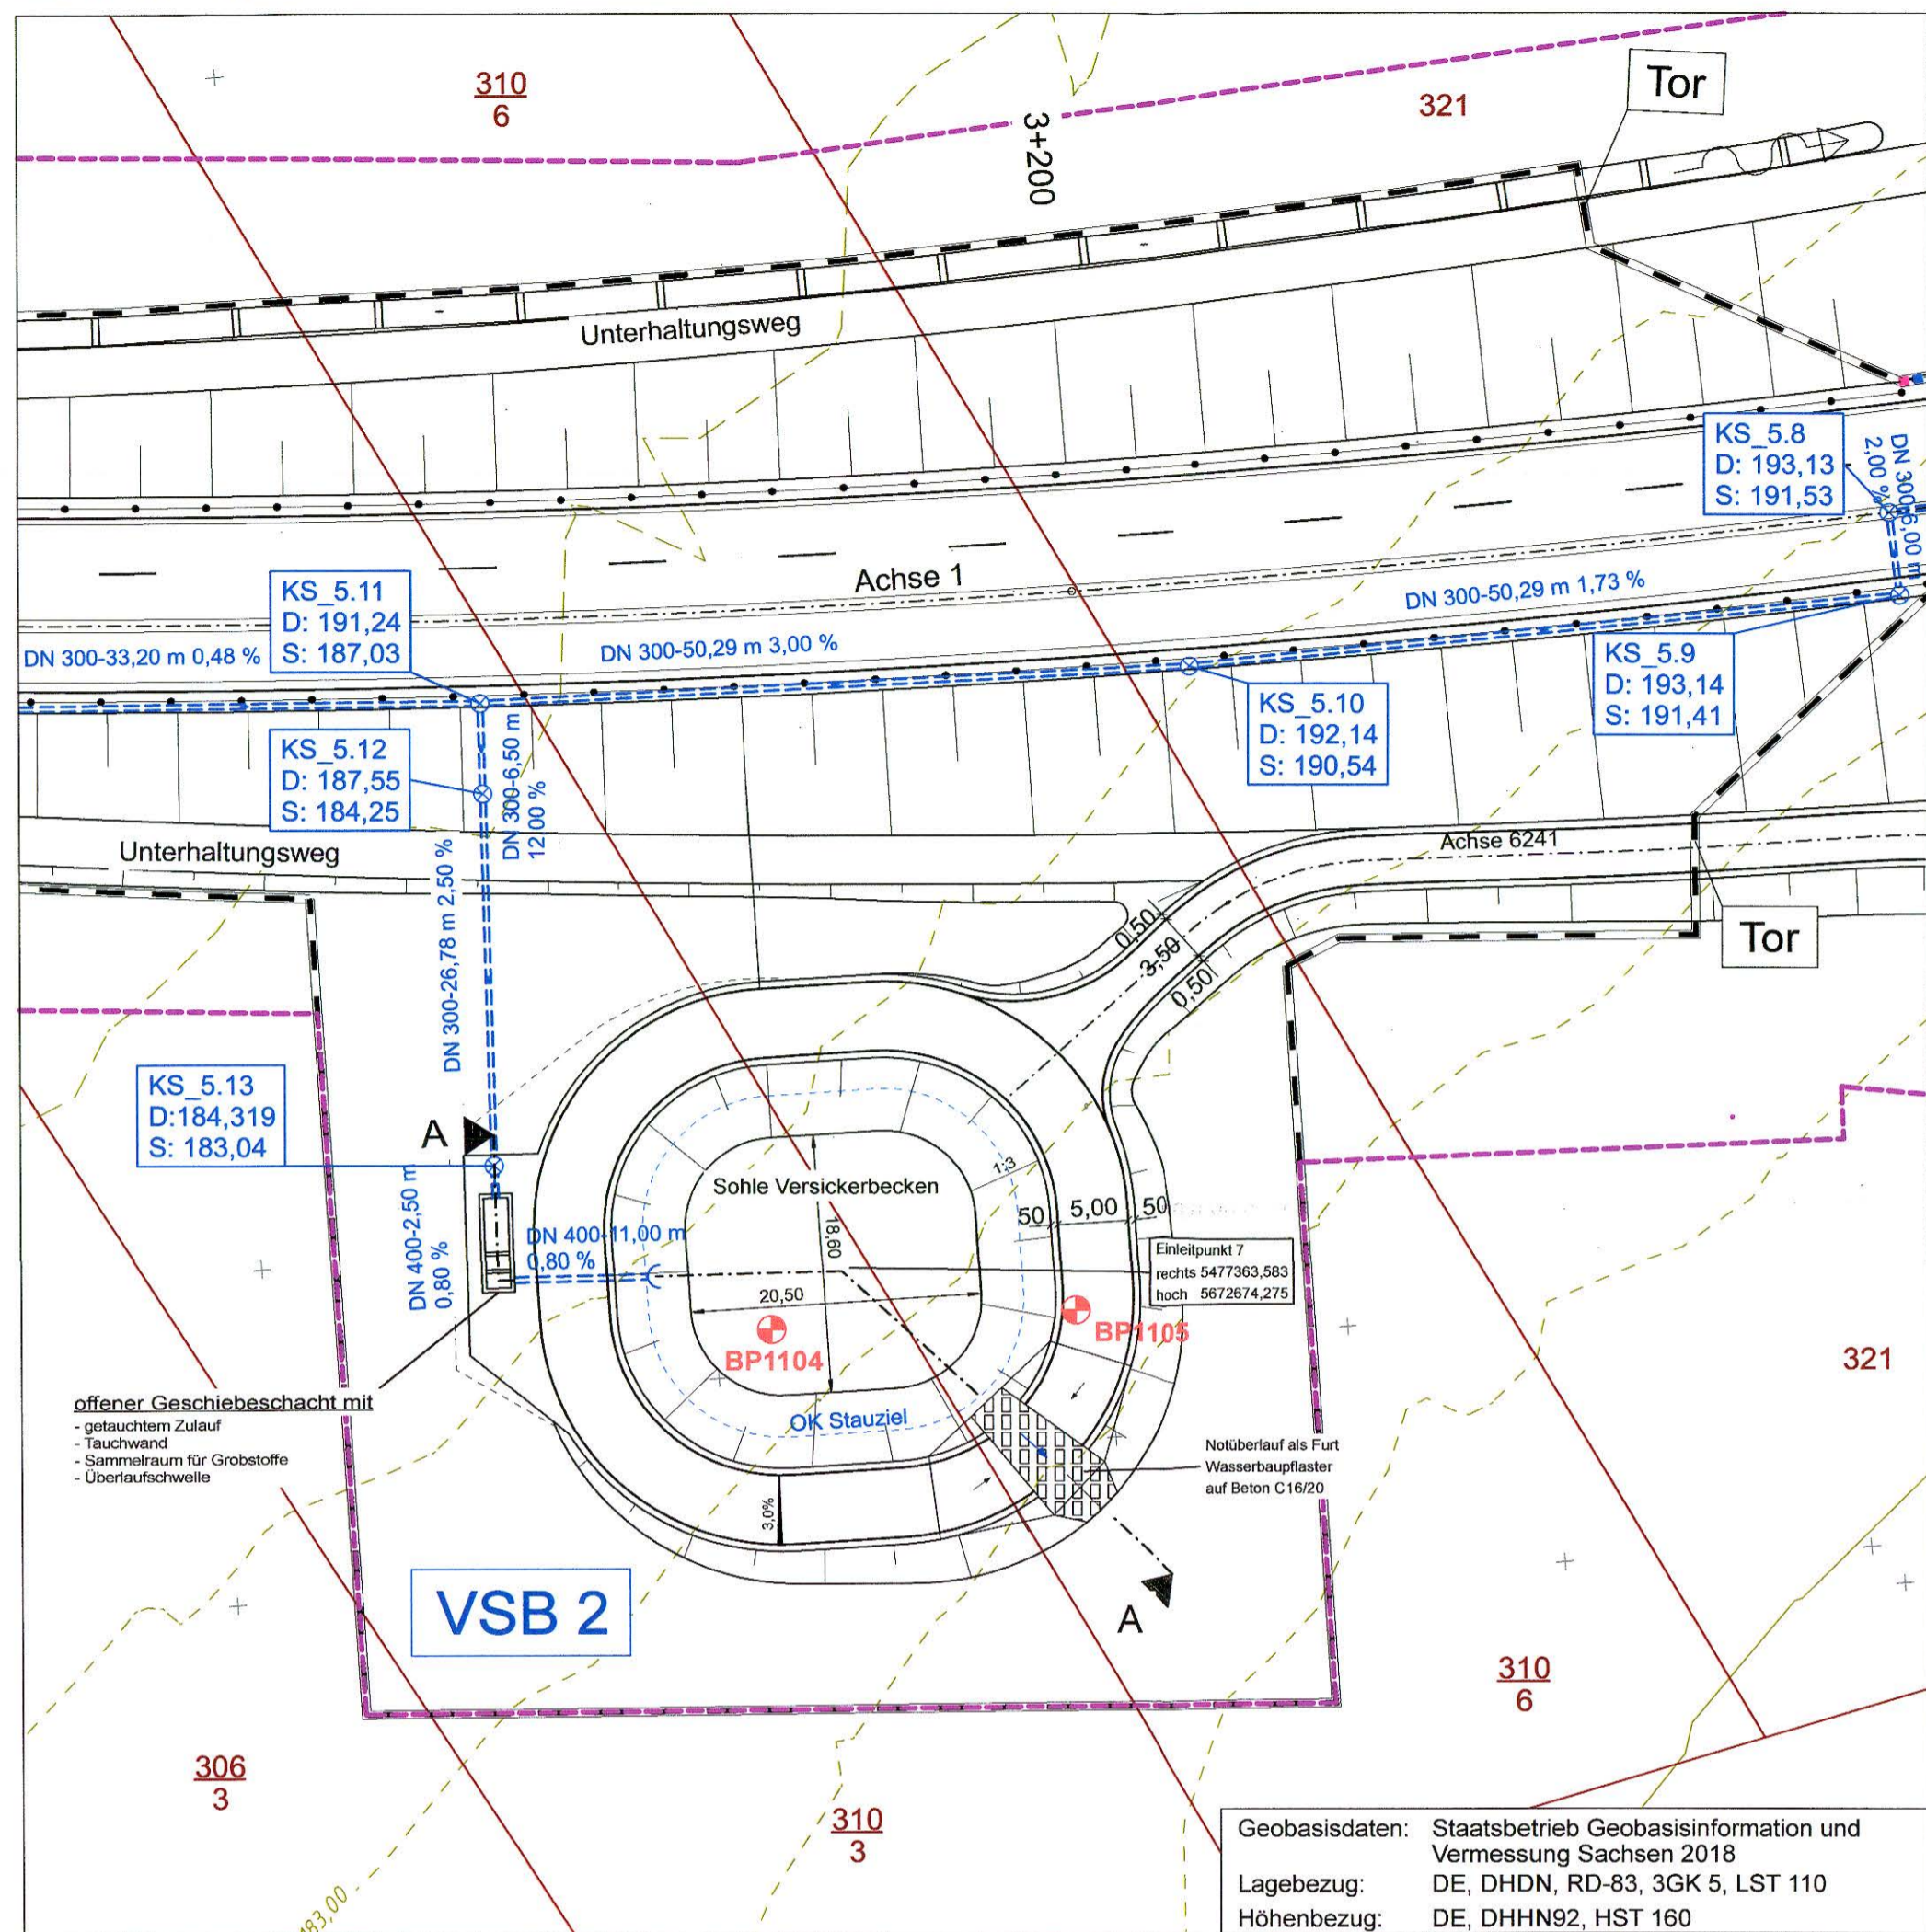 310
6
321
Tor
3+200
Unterhaltungsweg
KS_5.8
D: 193,13
S: 191,53
DN 300-6,00 m
2,00 %
Achse 1
KS_5.11
D: 191,24
S: 187,03
DN 300-33,20 m 0,48 %
DN 300-50,29 m 3,00 %
DN 300-50,29 m 1,73 %
KS_5.9
D: 193,14
S: 191,41
KS_5.10
D: 192,14
S: 190,54
KS_5.12
D: 187,55
S: 184,25
DN 300-6,50 m
12,00 %
Unterhaltungsweg
Achse 6241
DN 300-26,78 m 2,50 %
0,50
3,50
0,50
Tor
KS_5.13
D:184,319
S: 183,04
A
Sohle Versickerbecken
1:3
50
5,00
50
18,60
20,50
DN 400-2,50 m
0,80 %
DN 400-11,00 m
0,80 %
Einleitpunkt 7
rechts 5477363,583
hoch 5672674,275
BP1104
BP1105
321
offener Geschiebeschacht mit
- getauchtem Zulauf
- Tauchwand
- Sammelraum für Grobstoffe
- Überlaufschwelle
OK Stauziel
Notüberlauf als Furt
Wasserbaupflaster
auf Beton C16/20
3,0%
VSB 2
A
310
6
306
3
310
3
183,00
Geobasisdaten: Staatsbetrieb Geobasisinformation und
Vermessung Sachsen 2018
Lagebezug: DE, DHDN, RD-83, 3GK 5, LST 110
Höhenbezug: DE, DHHN92, HST 160